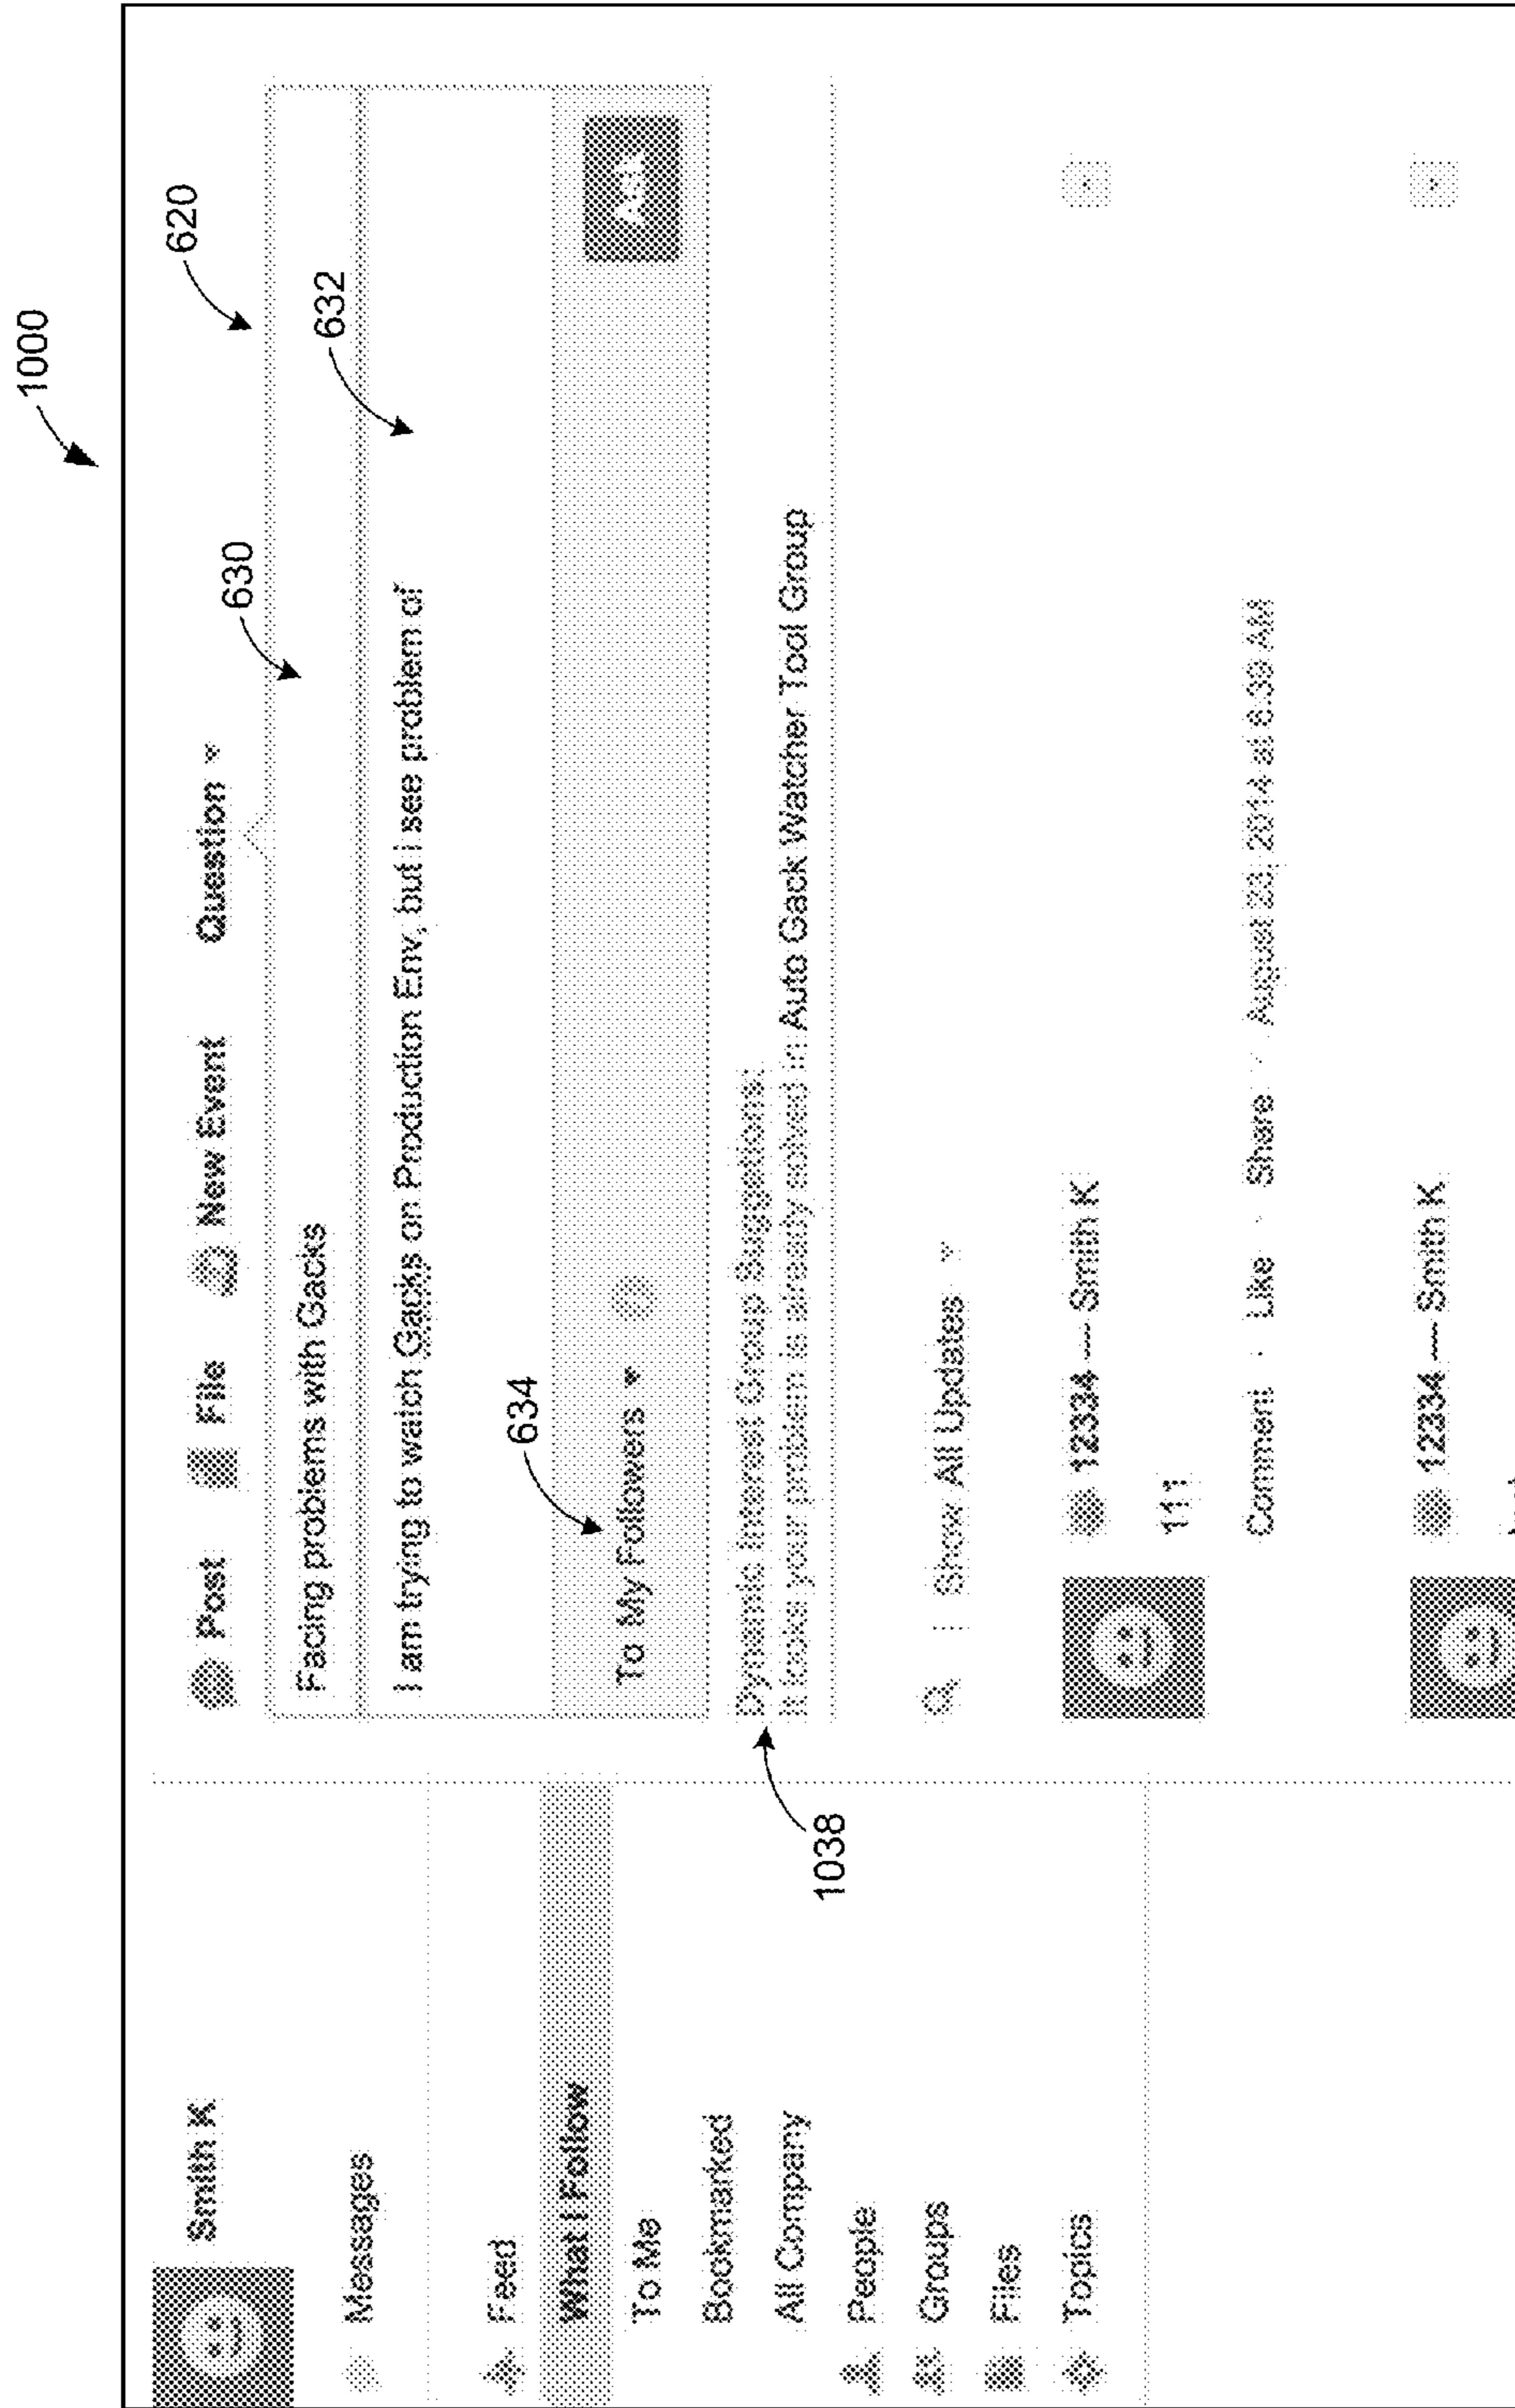 1000
620
630
632
634
1038
Smith K
Messages
Feed
What I Follow
To Me
Bookmarked
All Company
People
Groups
Files
Topics
Post File New Event Question
Facing problems with Gacks
I am trying to watch Gacks on Production Env, but i see problem of
To My Followers
Ask
Dynamic Interest Group Suggestions:
It looks your problem is already solved in Auto Gack Watcher Tool Group
Show All Updates
12334 — Smith K
111
Comment · Like · Share · August 23, 2014 at 6:39 AM
12334 — Smith K